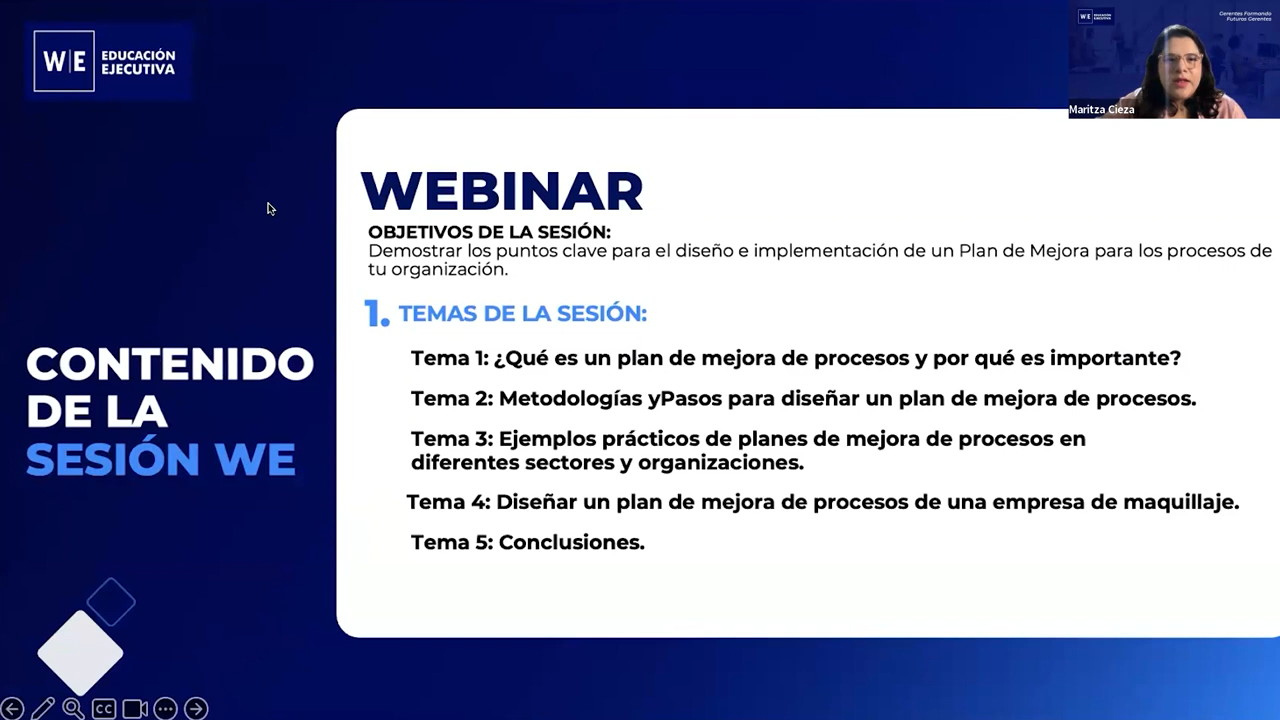 W|E EDUCACIÓN
EJECUTIVA
W|E EDUCACIÓN
EJECUTIVA
Gerentes Formando
Futuros Gerentes
Maritza Cieza
WEBINAR
OBJETIVOS DE LA SESIÓN:
Demostrar los puntos clave para el diseño e implementación de un Plan de Mejora para los procesos de
tu organización.
1. TEMAS DE LA SESIÓN:
Tema 1: ¿Qué es un plan de mejora de procesos y por qué es importante?
Tema 2: Metodologías yPasos para diseñar un plan de mejora de procesos.
Tema 3: Ejemplos prácticos de planes de mejora de procesos en
diferentes sectores y organizaciones.
Tema 4: Diseñar un plan de mejora de procesos de una empresa de maquillaje.
Tema 5: Conclusiones.
CONTENIDO
DE LA
SESIÓN WE
CC